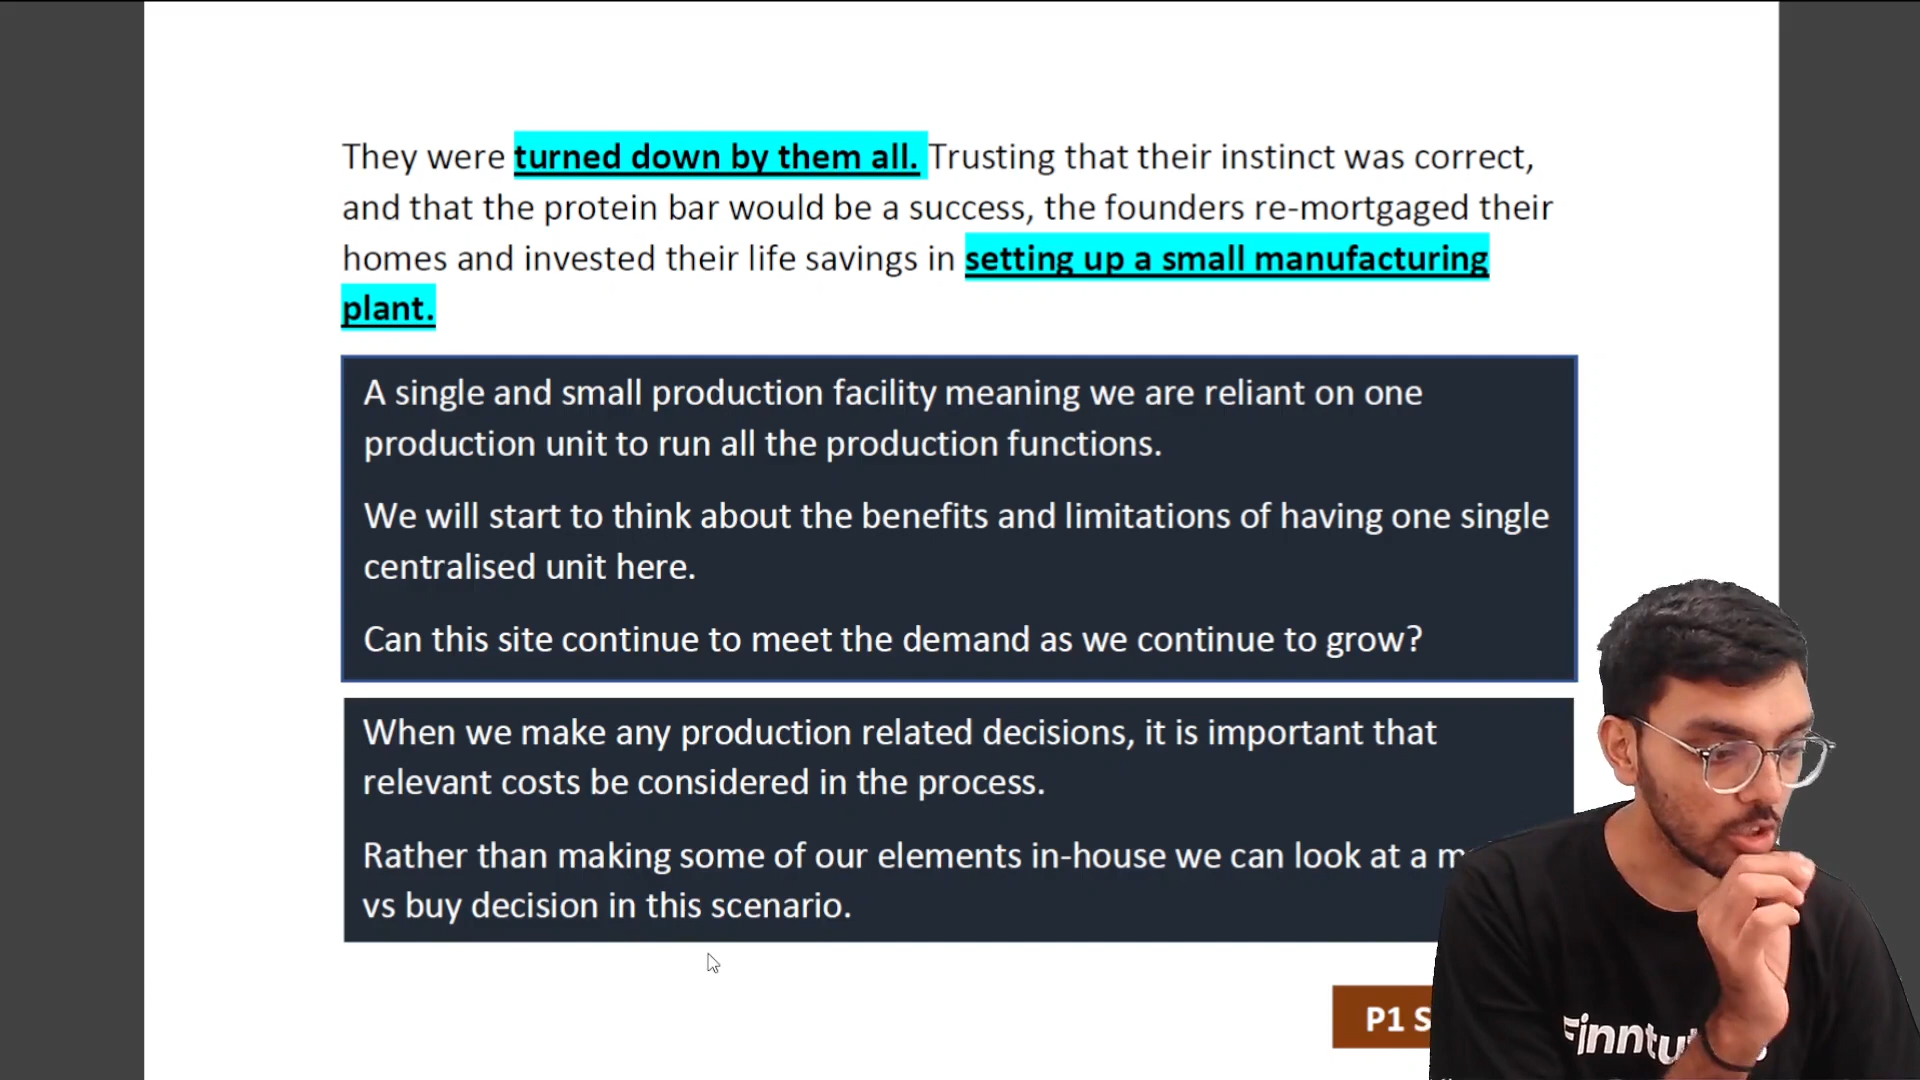 They were turned down by them all. Trusting that their instinct was correct,
and that the protein bar would be a success, the founders re-mortgaged their
homes and invested their life savings in setting up a small manufacturing
plant.
A single and small production facility meaning we are reliant on one
production unit to run all the production functions.
We will start to think about the benefits and limitations of having one single
centralised unit here.
Can this site continue to meet the demand as we continue to grow?
When we make any production related decisions, it is important that
relevant costs be considered in the process.
Rather than making some of our elements in-house we can look at a
vs buy decision in this scenario.
P1